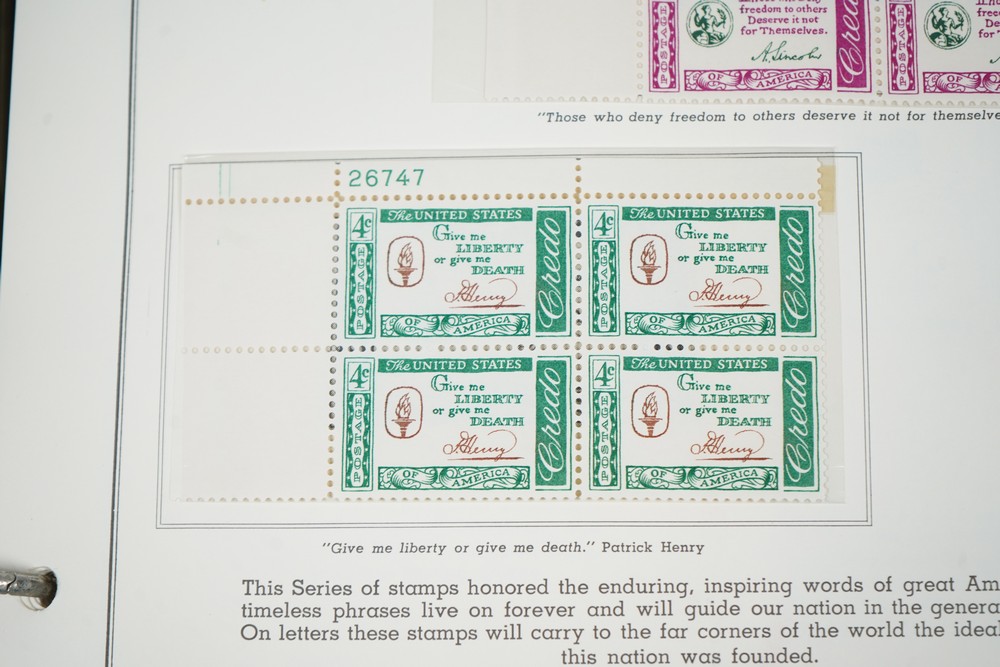 freedom to others
Deserve it not
for Themselves.
A. Lincoln
POSTAGE
OF AMERICA
Credo
Deserve it not
POSTAGE
OF AMERICA
"Those who deny freedom to others deserve it not for themselve
26747
4c
The UNITED STATES
Give me
LIBERTY
or give me
DEATH
P. Henry
POSTAGE
OF AMERICA
Credo
4c
The UNITED STATES
Give me
LIBERTY
or give me
DEATH
P. Henry
POSTAGE
OF AMERICA
Credo
4c
The UNITED STATES
Give me
LIBERTY
or give me
DEATH
P. Henry
POSTAGE
OF AMERICA
Credo
4c
The UNITED STATES
Give me
LIBERTY
or give me
DEATH
P. Henry
POSTAGE
OF AMERICA
Credo
"Give me liberty or give me death." Patrick Henry
This Series of stamps honored the enduring, inspiring words of great Am
timeless phrases live on forever and will guide our nation in the genera
On letters these stamps will carry to the far corners of the world the ideal
this nation was founded.